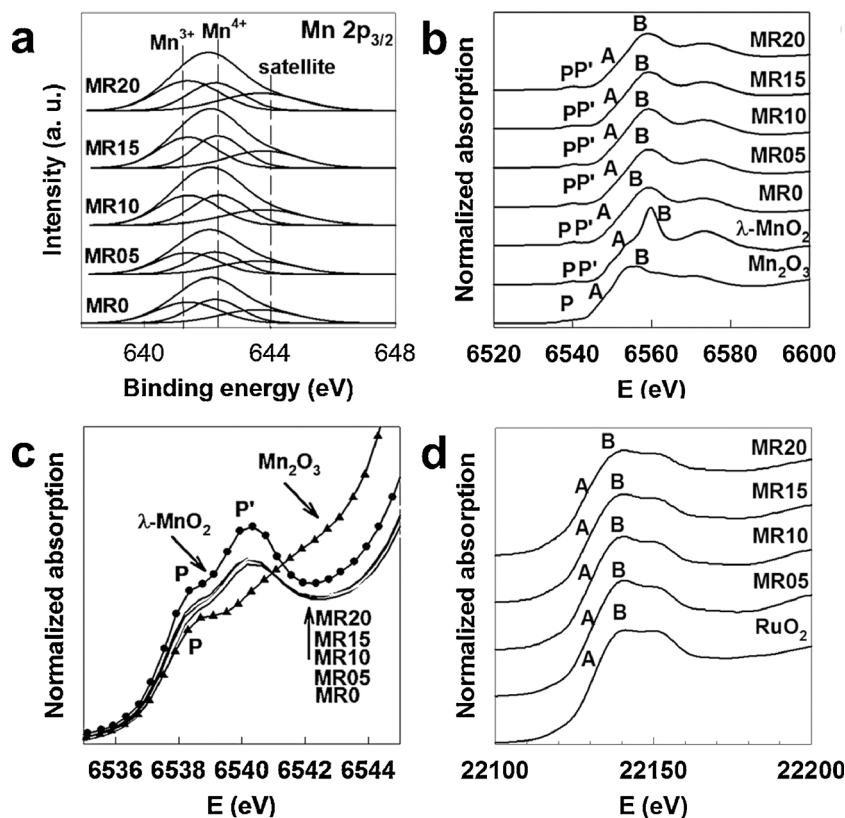 a
Mn 2p3/2
Mn3+
Mn4+
satellite
MR20
MR15
MR10
MR05
MR0
Intensity (a. u.)
640 644 648
Binding energy (eV)
b
B
A
PP'
MR20
B
A
PP'
MR15
B
A
PP'
MR10
B
A
PP'
MR05
B
A
PP'
MR0
B
A
PP'
λ-MnO2
B
A
P
Mn2O3
Normalized absorption
6520 6540 6560 6580 6600
E (eV)
c
Mn2O3
λ-MnO2
P'
P
P
MR20
MR15
MR10
MR05
MR0
Normalized absorption
6536 6538 6540 6542 6544
E (eV)
d
B
A
MR20
B
A
MR15
B
A
MR10
B
A
MR05
B
A
RuO2
Normalized absorption
22100 22150 22200
E (eV)